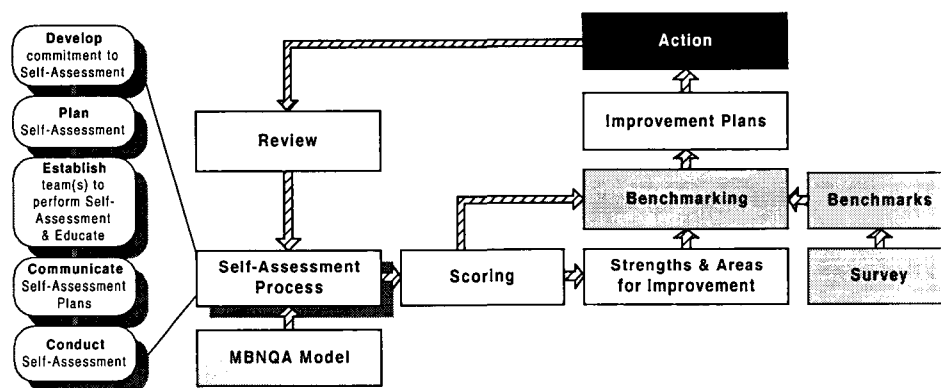 Develop
commitment to
Self-Assessment
Plan
Self-Assessment
Establish
team(s) to
perform Self-
Assessment
& Educate
Communicate
Self-Assessment
Plans
Conduct
Self-Assessment
Action
Review
Improvement Plans
Benchmarking
Benchmarks
Self-Assessment
Process
Scoring
Strengths & Areas
for Improvement
Survey
MBNQA Model